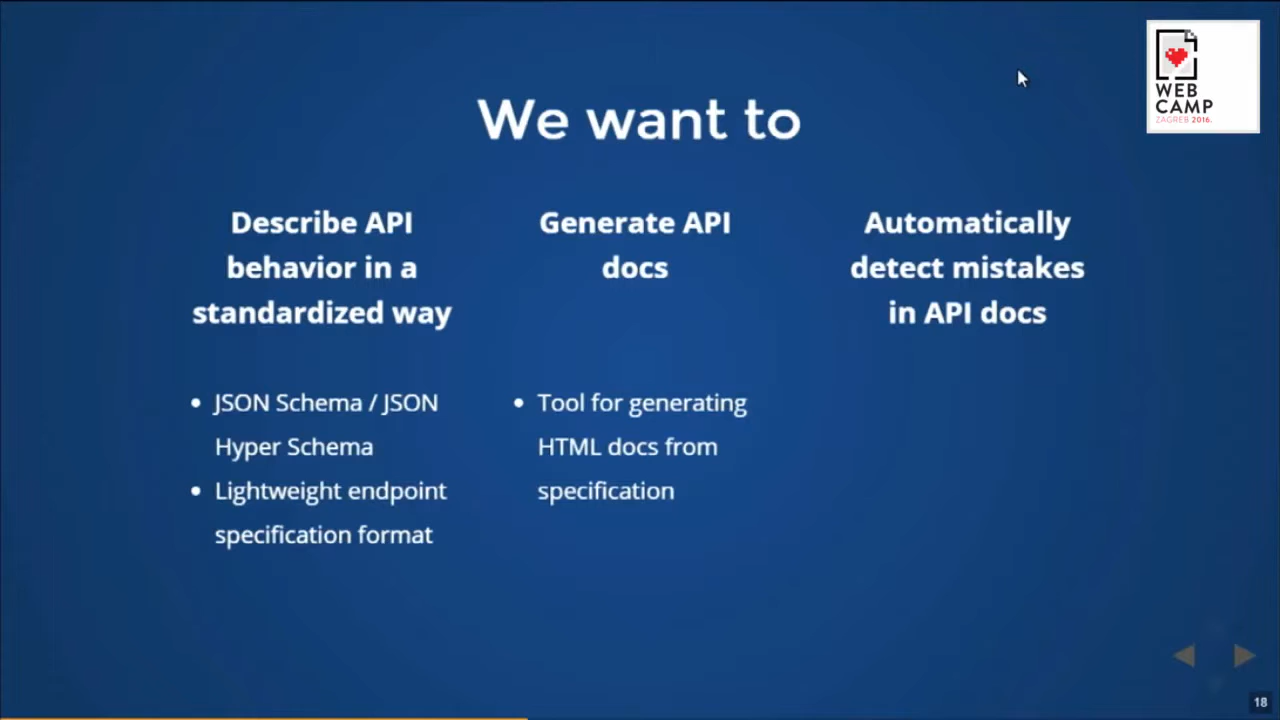 We want to
Describe API
behavior in a
standardized way
JSON Schema / JSON
Hyper Schema
Lightweight endpoint
specification format
Generate API
docs
Tool for generating
HTML docs from
specification
Automatically
detect mistakes
in API docs
WEB
CAMP
ZAGREB 2016.
18